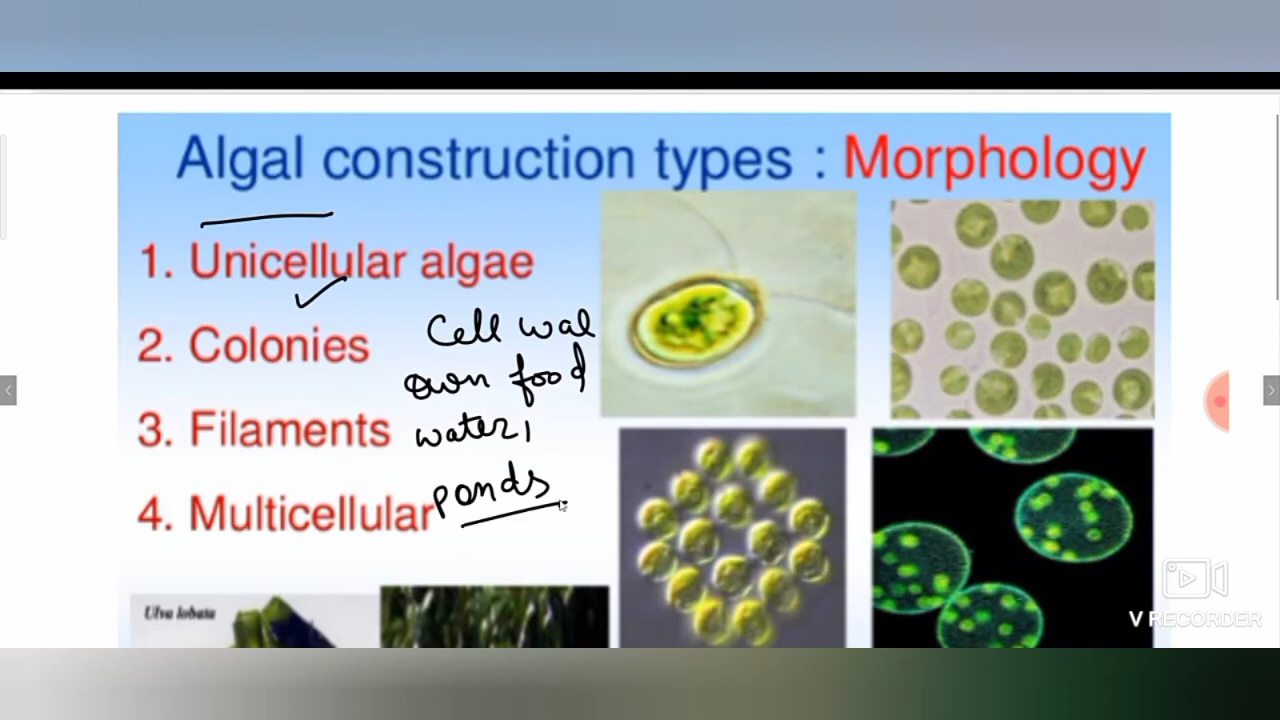 Algal construction types : Morphology
1. Unicellular algae
2. Colonies
3. Filaments
4. Multicellular
Cell wal
own food
water,
ponds
Ulva lobata
V RECORDER